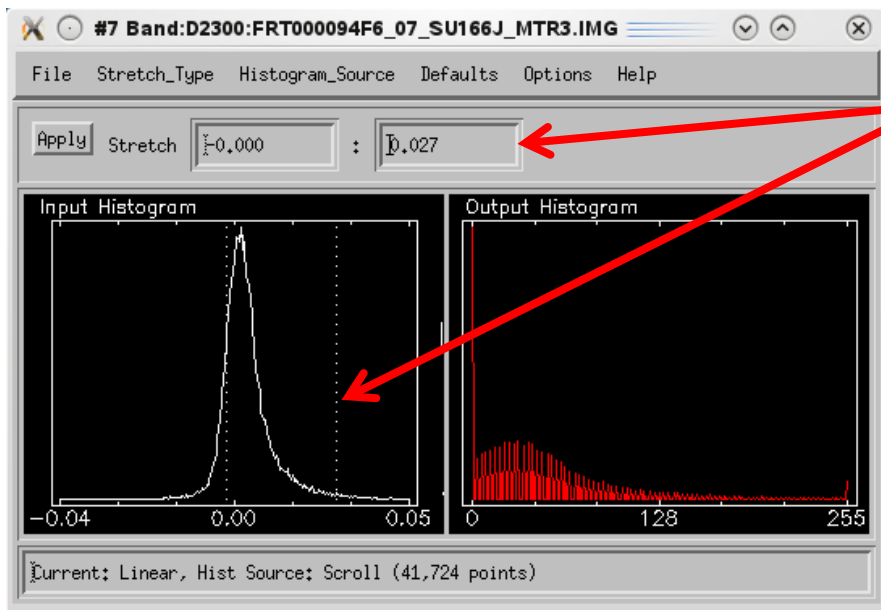 #7 Band:D2300:FRT000094F6_07_SU166J_MTR3.IMG
File Stretch_Type Histogram_Source Defaults Options Help
Apply Stretch -0.000 : 0.027
Input Histogram
-0.04 0.00 0.05
Output Histogram
0 128 255
Current: Linear, Hist Source: Scroll (41,724 points)